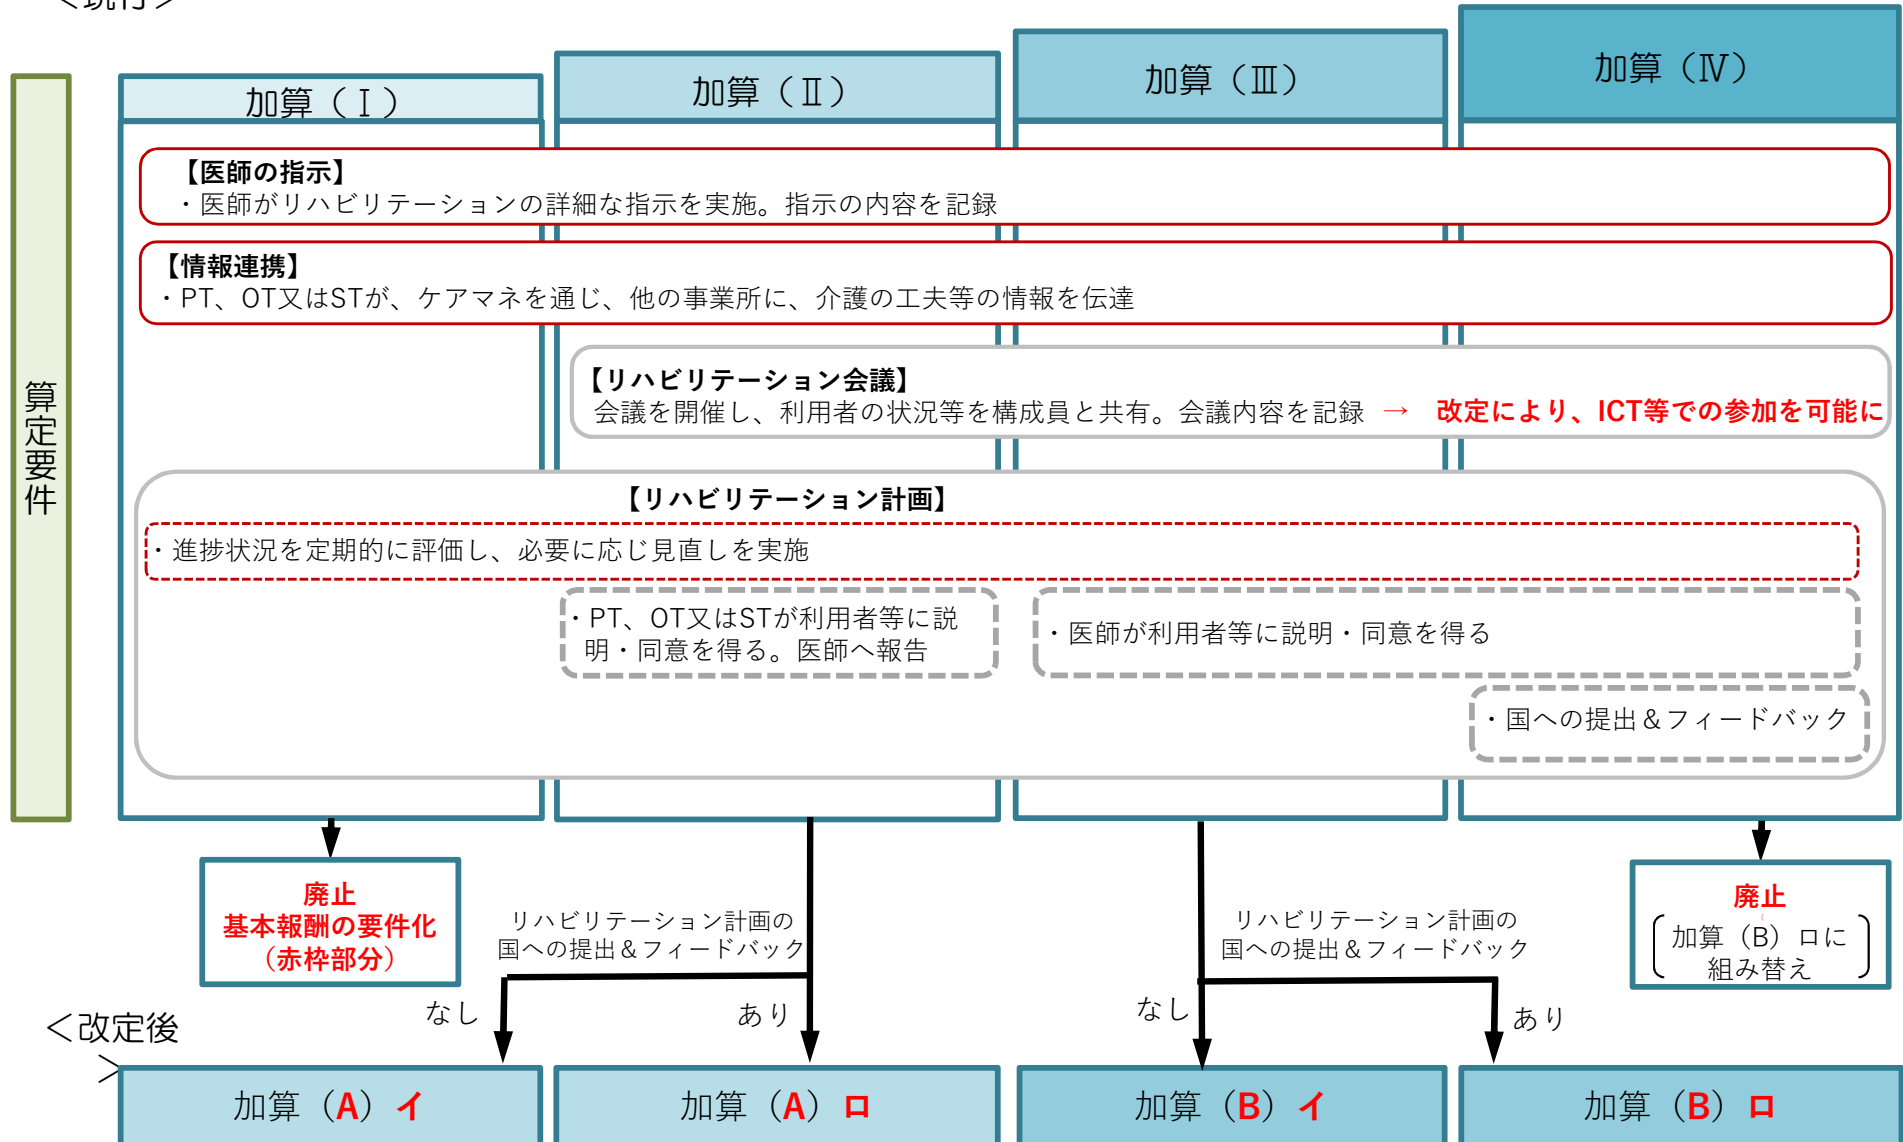 加算（Ⅰ）
加算（Ⅱ）
加算（Ⅲ）
加算（Ⅳ）
算定要件
【医師の指示】
・医師がリハビリテーションの詳細な指示を実施。指示の内容を記録
【情報連携】
・PT、OT又はSTが、ケアマネを通じ、他の事業所に、介護の工夫等の情報を伝達
【リハビリテーション会議】
会議を開催し、利用者の状況等を構成員と共有。会議内容を記録 → 改定により、ICT等での参加を可能に
【リハビリテーション計画】
・進捗状況を定期的に評価し、必要に応じ見直しを実施
・PT、OT又はSTが利用者等に説
明・同意を得る。医師へ報告
・医師が利用者等に説明・同意を得る
・国への提出＆フィードバック
廃止
基本報酬の要件化
（赤枠部分）
リハビリテーション計画の
国への提出＆フィードバック
なし
あり
リハビリテーション計画の
国への提出＆フィードバック
なし
あり
廃止
加算（B）ロに
組み替え
＜改定後
＞
加算（A）イ
加算（A）ロ
加算（B）イ
加算（B）ロ